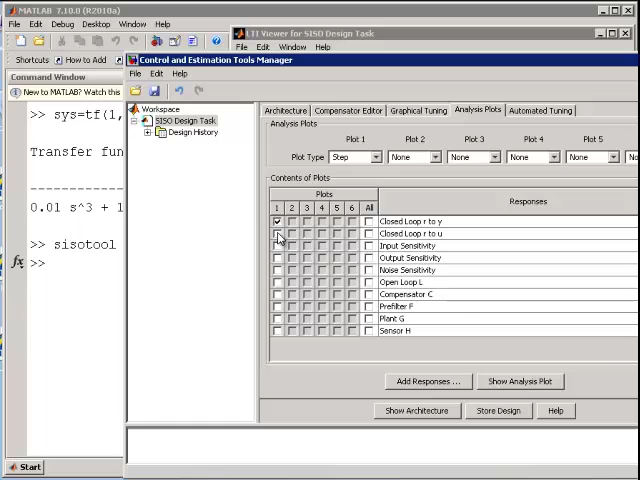 MATLAB 7.10.0 (R2010a)
File Edit Debug Desktop Window
LTI Viewer for SISO Design Task
File Edit Window Help
Shortcuts How to Add
Control and Estimation Tools Manager
File Edit Help
Command Window
New to MATLAB? Watch this
>> sys=tf(1,
Transfer fun
0.01 s^3 + 1
>> sisotool
fx >>
Workspace
SISO Design Task
Design History
Architecture Compensator Editor Graphical Tuning Analysis Plots Automated Tuning
Analysis Plots
Plot 1 Plot 2 Plot 3 Plot 4 Plot 5
Plot Type Step None None None None No
Contents of Plots
Plots Responses
1 2 3 4 5 6 All
Closed Loop r to y
Closed Loop r to u
Input Sensitivity
Output Sensitivity
Noise Sensitivity
Open Loop L
Compensator C
Prefilter F
Plant G
Sensor H
Add Responses ... Show Analysis Plot
Show Architecture Store Design Help
Start